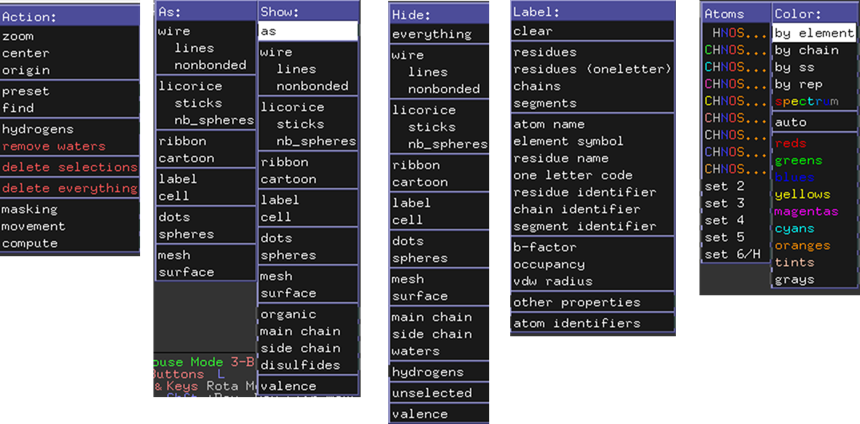 Action:
zoom
center
origin
preset
find
hydrogens
remove waters
delete selections
delete everything
masking
movement
compute
As:
wire
lines
nonbonded
licorice
sticks
nb_spheres
ribbon
cartoon
label
cell
dots
spheres
mesh
surface
ouse Mode 3-B
Buttons L
& Keys Rota M
Show:
as
wire
lines
nonbonded
licorice
sticks
nb_spheres
ribbon
cartoon
label
cell
dots
spheres
mesh
surface
organic
main chain
side chain
disulfides
valence
Hide:
everything
wire
lines
nonbonded
licorice
sticks
nb_spheres
ribbon
cartoon
label
cell
dots
spheres
mesh
surface
main chain
side chain
waters
hydrogens
unselected
valence
Label:
clear
residues
residues (oneletter)
chains
segments
atom name
element symbol
residue name
one letter code
residue identifier
chain identifier
segment identifier
b-factor
occupancy
vdw radius
other properties
atom identifiers
Atoms
HNOS...
CHNOS...
CHNOS...
CHNOS...
CHNOS...
CHNOS...
CHNOS...
CHNOS...
CHNOS...
set 2
set 3
set 4
set 5
set 6/H
Color:
by element
by chain
by ss
by rep
spectrum
auto
reds
greens
blues
yellows
magentas
cyans
oranges
tints
grays